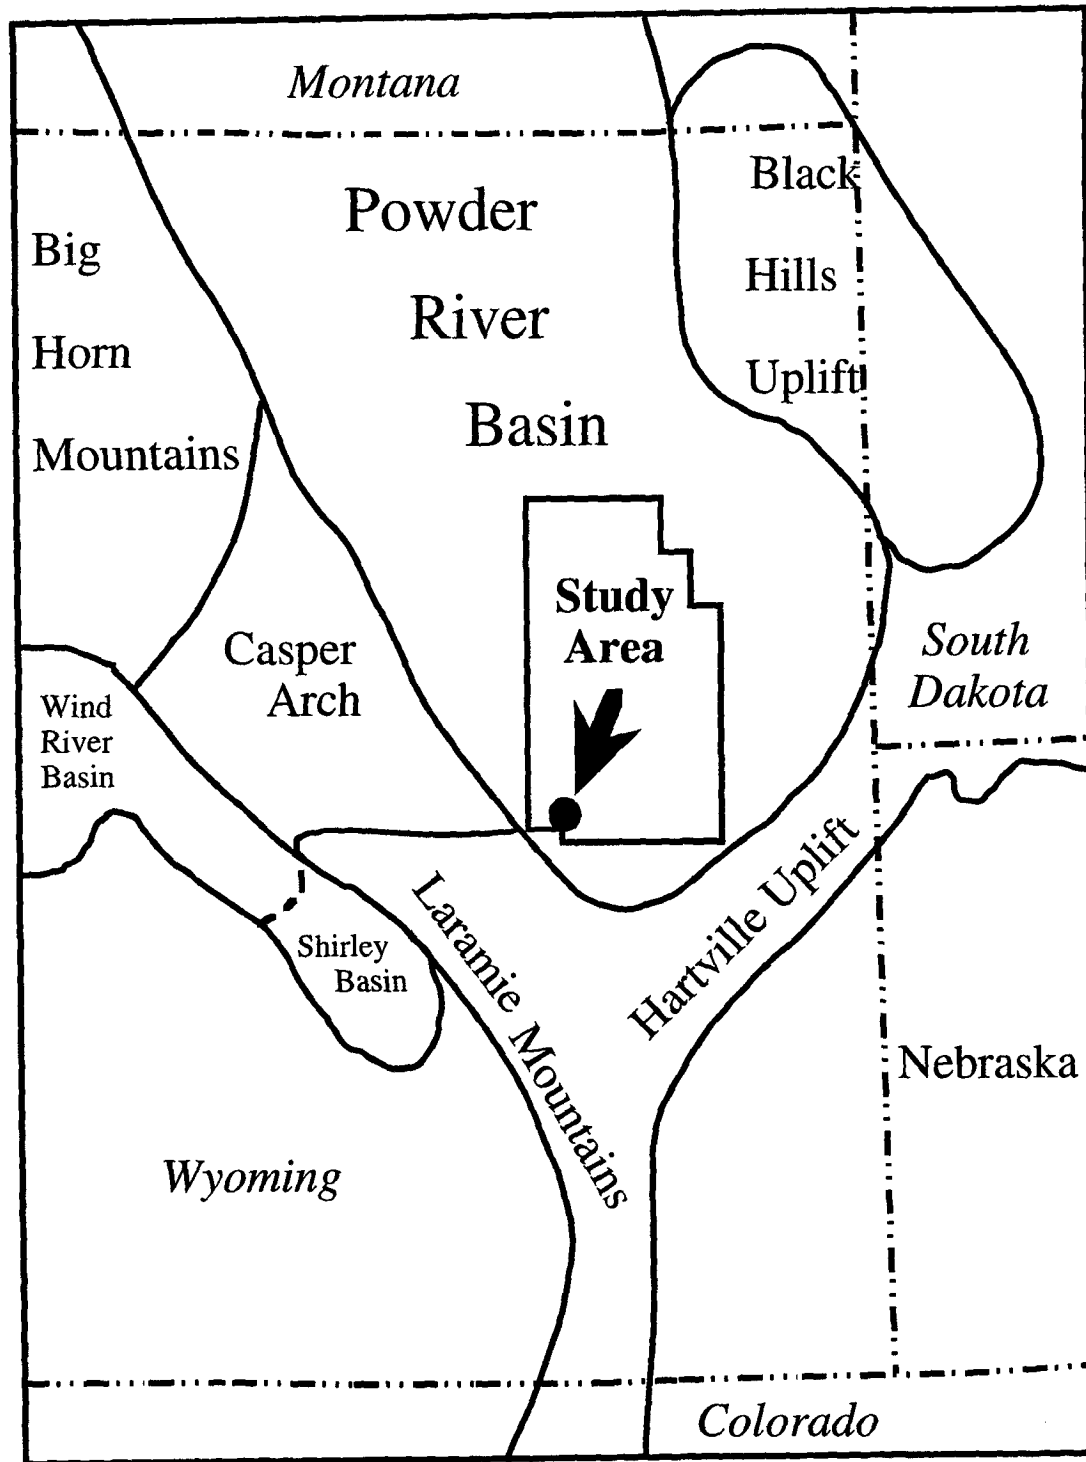 Montana
Powder
River
Basin
Black
Hills
Uplift
Big
Horn
Mountains
Study
Area
Casper
Arch
South
Dakota
Wind
River
Basin
Laramie Mountains
Hartville Uplift
Shirley
Basin
Nebraska
Wyoming
Colorado